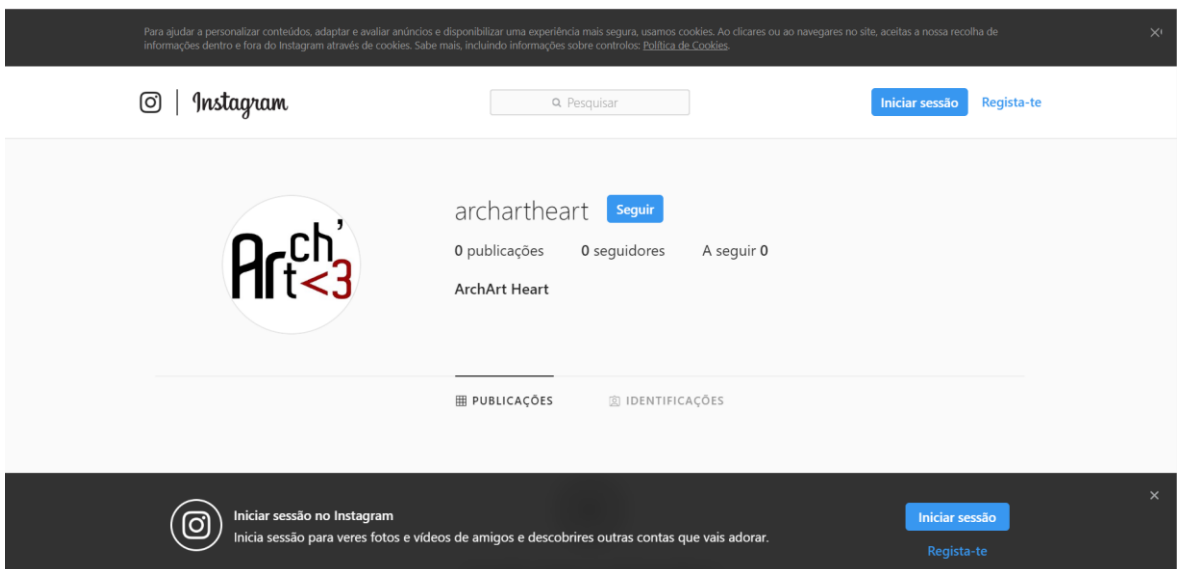 Para ajudar a personalizar conteúdos, adaptar e avaliar anúncios e disponibilizar uma experiência mais segura, usamos cookies. Ao clicares ou ao navegares no site, aceitas a nossa recolha de
informações dentro e fora do Instagram através de cookies. Sabe mais, incluindo informações sobre controlos: Política de Cookies.
Instagram
Pesquisar
Iniciar sessão
Regista-te
Arch'
Art<3
archartheart
Seguir
0 publicações 0 seguidores A seguir 0
ArchArt Heart
PUBLICAÇÕES IDENTIFICAÇÕES
Iniciar sessão no Instagram
Inicia sessão para veres fotos e vídeos de amigos e descobrires outras contas que vais adorar.
Iniciar sessão
Regista-te